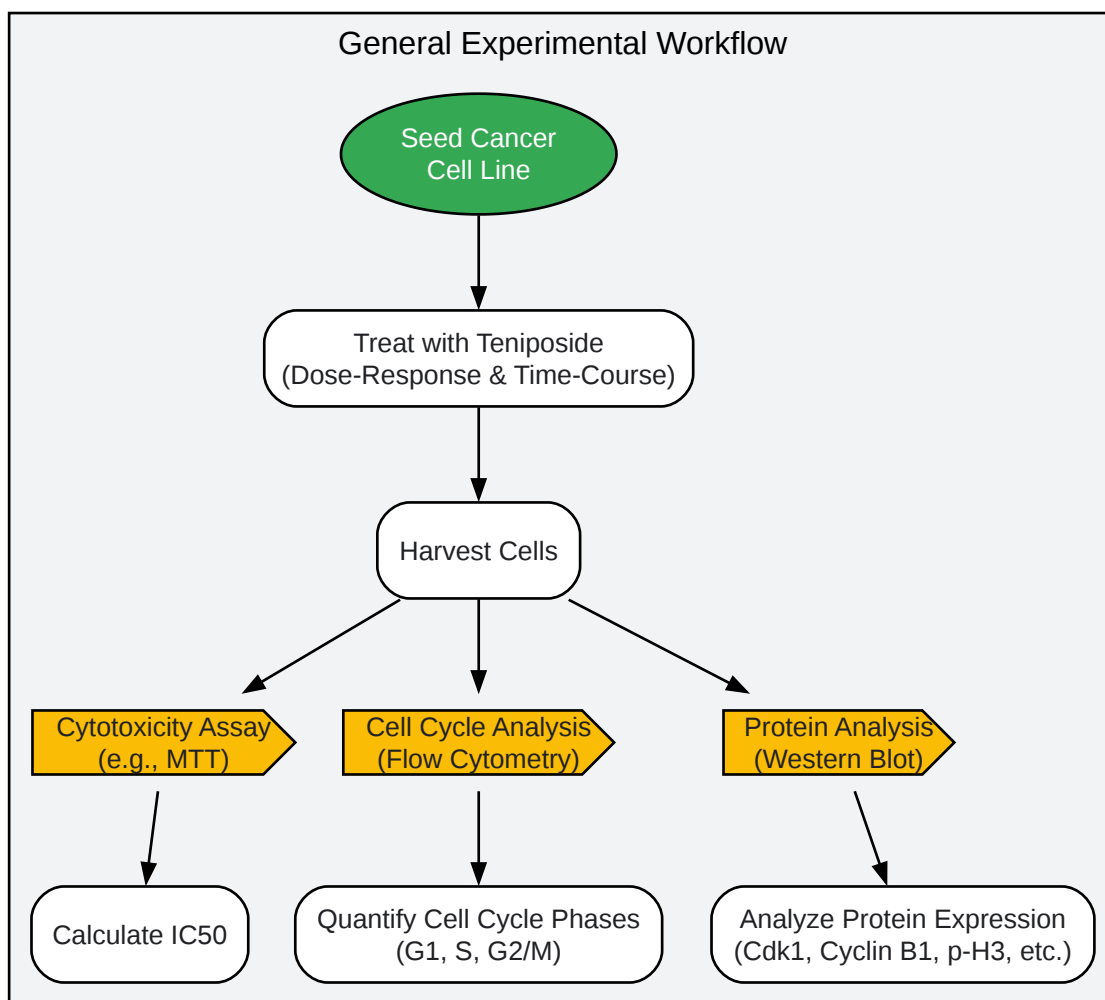 General Experimental Workflow
Seed Cancer
Cell Line
Treat with Teniposide
(Dose-Response & Time-Course)
Harvest Cells
Cytotoxicity Assay
(e.g., MTT)
Cell Cycle Analysis
(Flow Cytometry)
Protein Analysis
(Western Blot)
Calculate IC50
Quantify Cell Cycle Phases
(G1, S, G2/M)
Analyze Protein Expression
(Cdk1, Cyclin B1, p-H3, etc.)